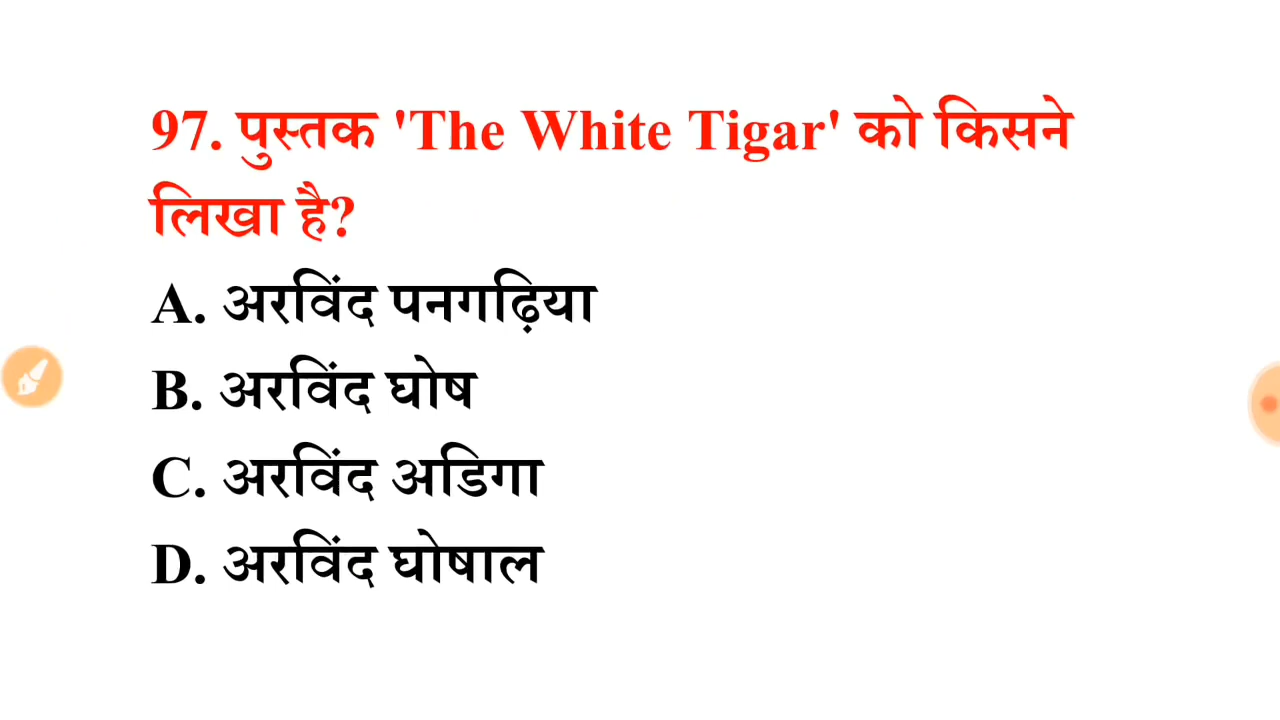 97. पुस्तक 'The White Tigar' को किसने
लिखा है?
A. अरविंद पनगढ़िया
B. अरविंद घोष
C. अरविंद अडिगा
D. अरविंद घोषाल